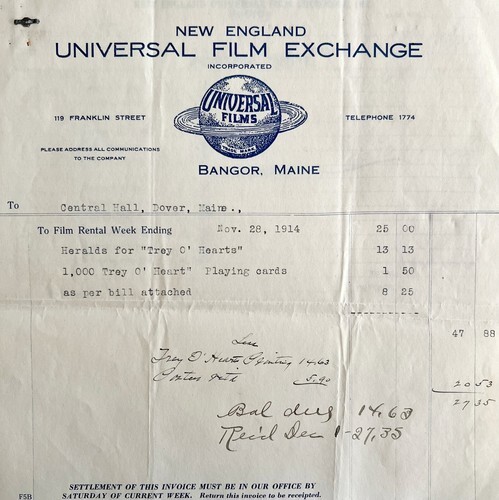 NEW ENGLAND
UNIVERSAL FILM EXCHANGE
INCORPORATED
UNIVERSAL
FILMS
TRADE MARK
119 FRANKLIN STREET
TELEPHONE 1774
PLEASE ADDRESS ALL COMMUNICATIONS
TO THE COMPANY
BANGOR, MAINE
To Central Hall, Dover, Maine.,
To Film Rental Week Ending Nov. 28, 1914 25 00
Heralds for "Trey O' Hearts" 13 13
1,000 Trey O' Heart" Playing cards 1 50
as per bill attached 8 25
47 88
Less
Trey O'Hearts 14.63
5.90
20 53
27 35
Bal due 14.63
Rec'd Dec 1-27.35
SETTLEMENT OF THIS INVOICE MUST BE IN OUR OFFICE BY
SATURDAY OF CURRENT WEEK. Return this invoice to be receipted.
F5B